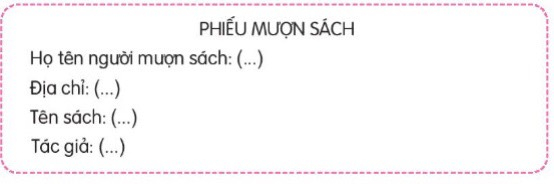 PHIẾU MƯỢN SÁCH
Họ tên người mượn sách: (...)
Địa chỉ: (...)
Tên sách: (...)
Tác giả: (...)